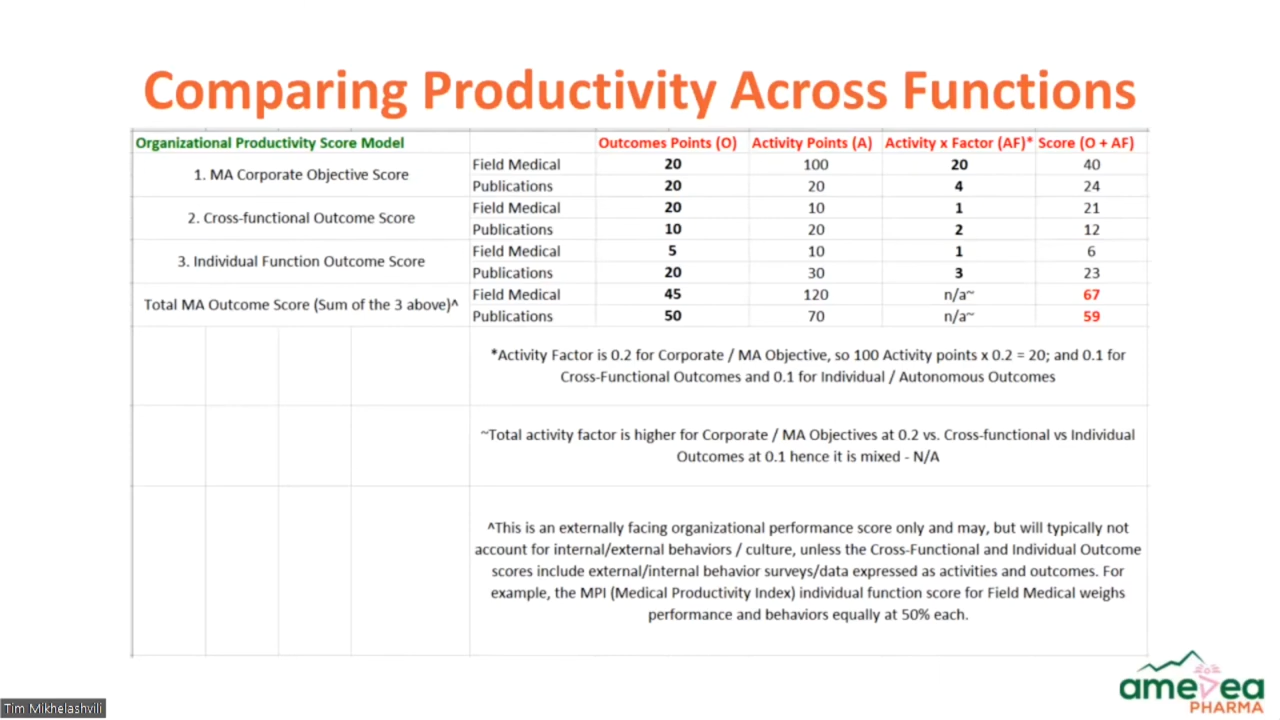 Comparing Productivity Across Functions
Organizational Productivity Score Model Outcomes Points (O) Activity Points (A) Activity x Factor (AF)* Score (O + AF)
1. MA Corporate Objective Score
Field Medical 20 100 20 40
Publications 20 20 4 24
2. Cross-functional Outcome Score
Field Medical 20 10 1 21
Publications 10 20 2 12
3. Individual Function Outcome Score
Field Medical 5 10 1 6
Publications 20 30 3 23
Total MA Outcome Score (Sum of the 3 above)^
Field Medical 45 120 n/a~ 67
Publications 50 70 n/a~ 59
*Activity Factor is 0.2 for Corporate / MA Objective, so 100 Activity points x 0.2 = 20; and 0.1 for
Cross-Functional Outcomes and 0.1 for Individual / Autonomous Outcomes
~Total activity factor is higher for Corporate / MA Objectives at 0.2 vs. Cross-functional vs Individual
Outcomes at 0.1 hence it is mixed - N/A
^This is an externally facing organizational performance score only and may, but will typically not
account for internal/external behaviors / culture, unless the Cross-Functional and Individual Outcome
scores include external/internal behavior surveys/data expressed as activities and outcomes. For
example, the MPI (Medical Productivity Index) individual function score for Field Medical weighs
performance and behaviors equally at 50% each.
amedea
PHARMA
Tim Mikhelashvili